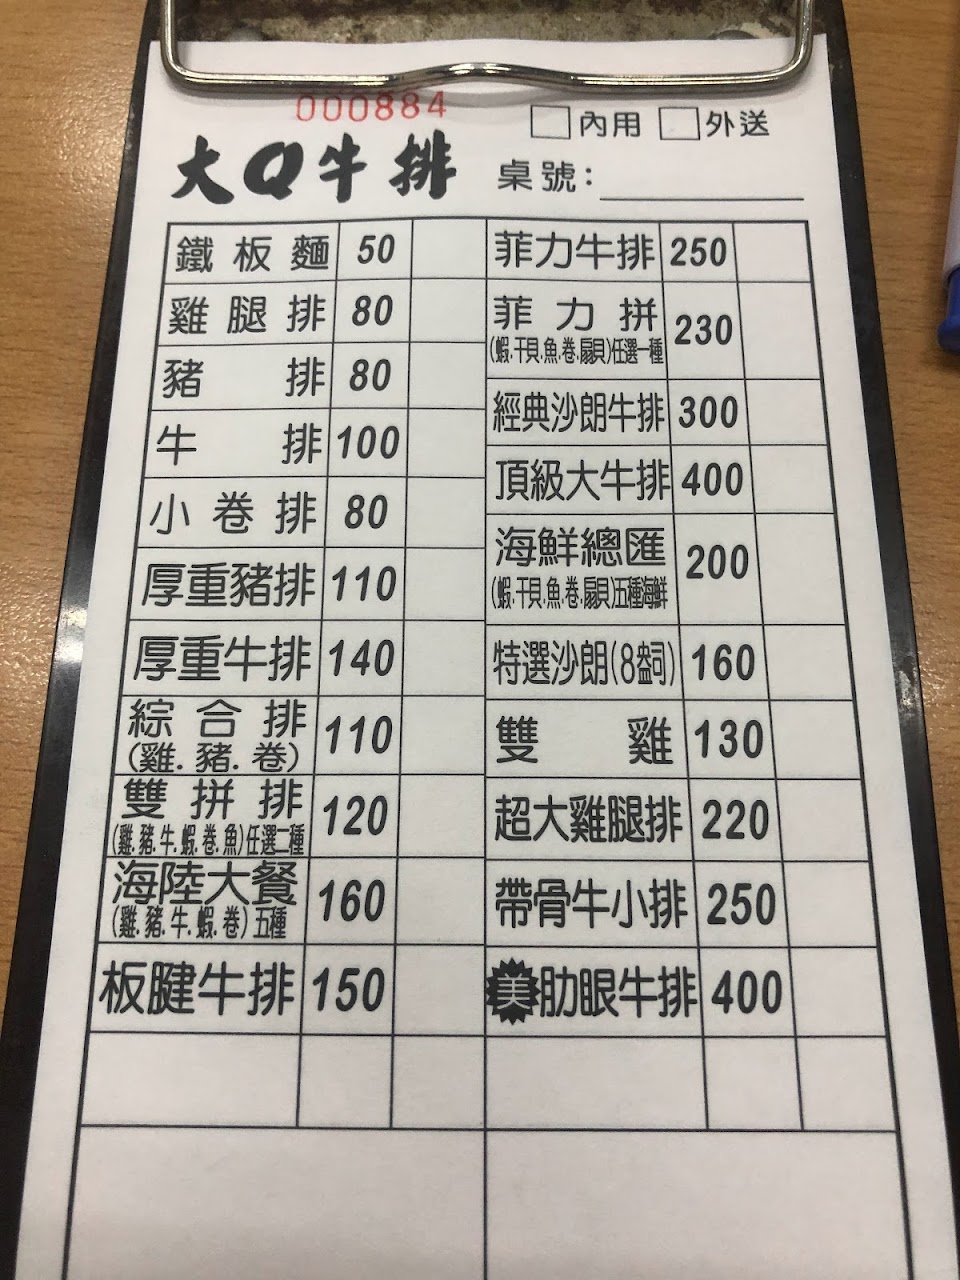 000884
□內用 □外送
大Q牛排 桌號：
鐵板麵 50
雞腿排 80
豬排 80
牛排 100
小卷排 80
厚重豬排 110
厚重牛排 140
綜合排 110
(雞.豬.卷)
雙拼排 120
(雞.豬.牛.蝦.卷.魚)任選二種
海陸大餐 160
(雞.豬.牛.蝦.卷)五種
板腱牛排 150
菲力牛排 250
菲力拼 230
(蝦.干貝.魚.卷.扇貝)任選一種
經典沙朗牛排 300
頂級大牛排 400
海鮮總匯 200
(蝦.干貝.魚.卷.扇貝)五種海鮮
特選沙朗(8盎司) 160
雙雞 130
超大雞腿排 220
帶骨牛小排 250
美肋眼牛排 400